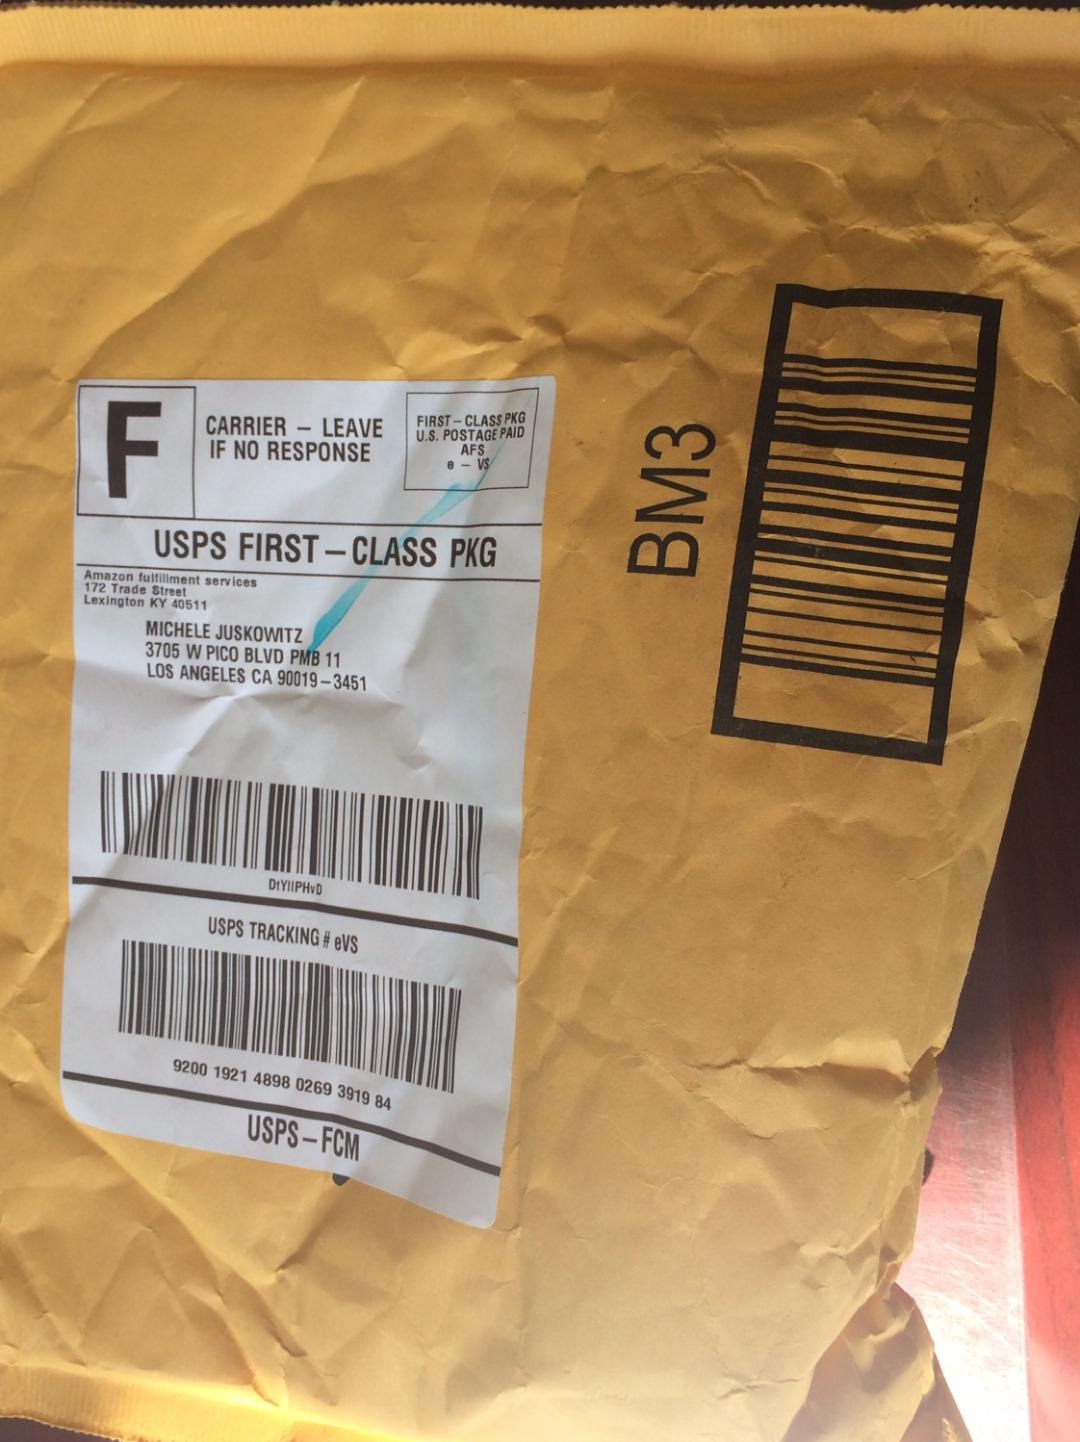 F
CARRIER – LEAVE
IF NO RESPONSE
FIRST–CLASS PKG
U.S. POSTAGE PAID
AFS
e – VS
USPS FIRST–CLASS PKG
Amazon fulfillment services
172 Trade Street
Lexington KY 40511
MICHELE JUSKOWITZ
3705 W PICO BLVD PMB 11
LOS ANGELES CA 90019–3451
DtYIIPHvD
USPS TRACKING # eVS
9200 1921 4898 0269 3919 84
USPS–FCM
BM3